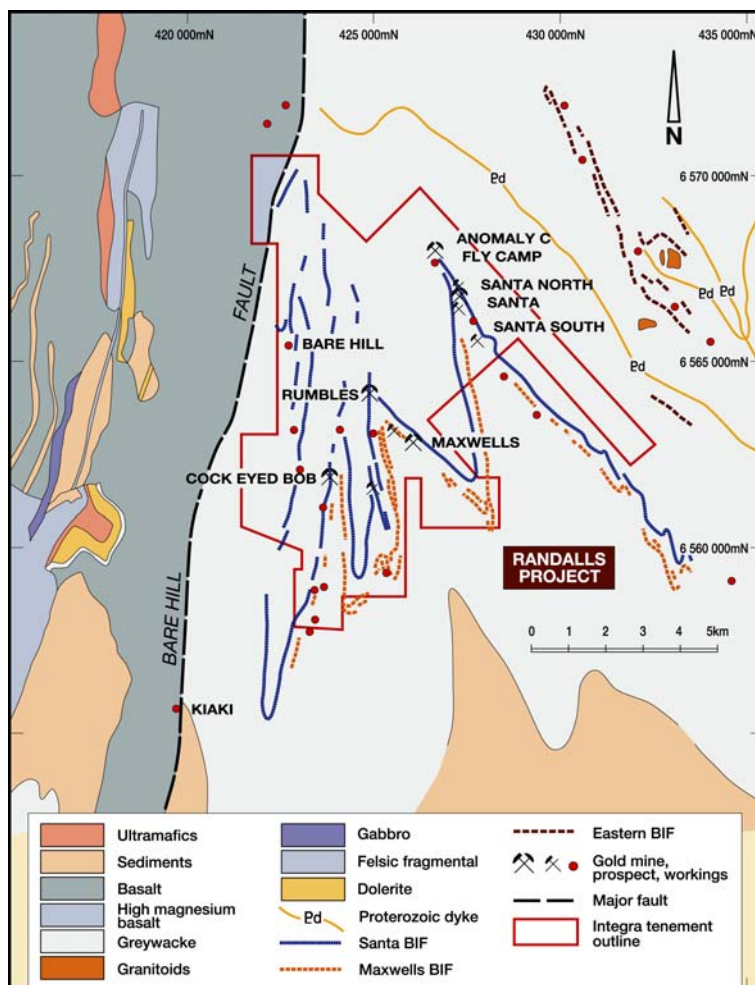 420 000mN
425 000mN
430 000mN
435 000mN
N
Pd
6 570 000mN
ANOMALY C
FLY CAMP
SANTA NORTH
SANTA
SANTA SOUTH
Pd
Pd
FAULT
BARE HILL
6 565 000mN
Pd
RUMBLES
MAXWELLS
COCK EYED BOB
6 560 000mN
RANDALLS
PROJECT
0 1 2 3 4 5km
BARE HILL
KIAKI
Ultramafics
Sediments
Basalt
High magnesium
basalt
Greywacke
Granitoids
Gabbro
Felsic fragmental
Dolerite
Pd
Proterozoic dyke
Santa BIF
Maxwells BIF
Eastern BIF
Gold mine,
prospect, workings
Major fault
Integra tenement
outline